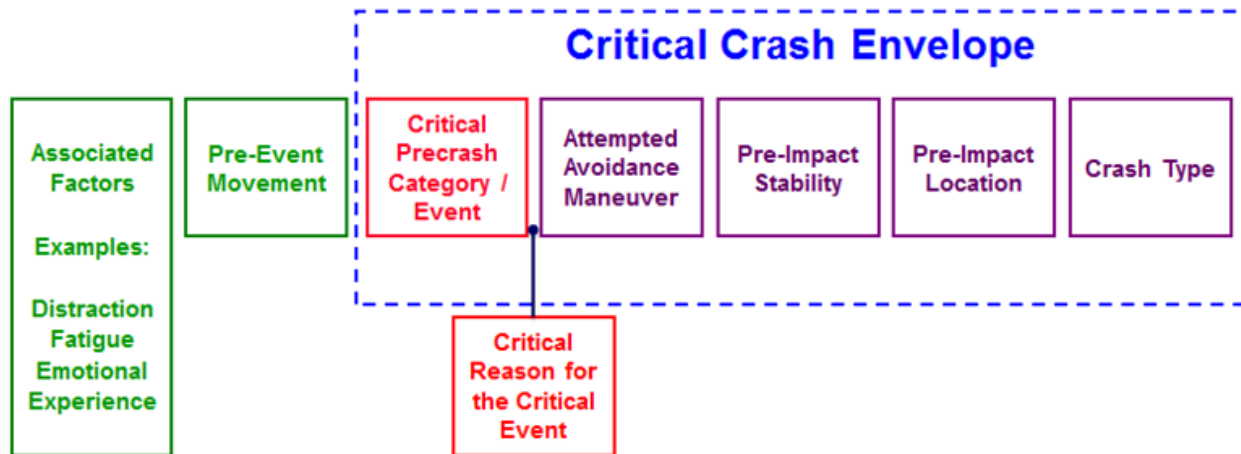 Critical Crash Envelope
Associated
Factors
Examples:
Distraction
Fatigue
Emotional
Experience
Pre-Event
Movement
Critical
Precrash
Category /
Event
Attempted
Avoidance
Maneuver
Pre-Impact
Stability
Pre-Impact
Location
Crash Type
Critical
Reason for
the Critical
Event